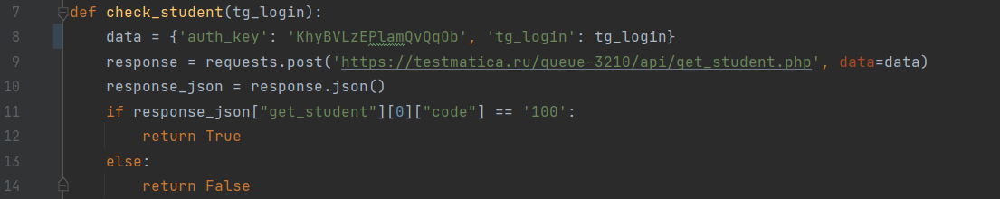 7 def check_student(tg_login):
8 data = {'auth_key': 'KhyBVLzEPlamQvQqOb', 'tg_login': tg_login}
9 response = requests.post('https://testmatica.ru/queue-3210/api/get_student.php', data=data)
10 response_json = response.json()
11 if response_json["get_student"][0]["code"] == '100':
12 return True
13 else:
14 return False